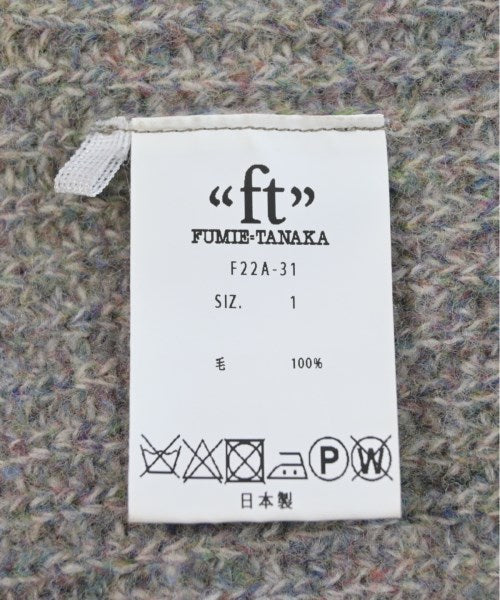 “ft”
FUMIE=TANAKA
F22A-31
SIZ. 1
毛 100%
P W
日本製